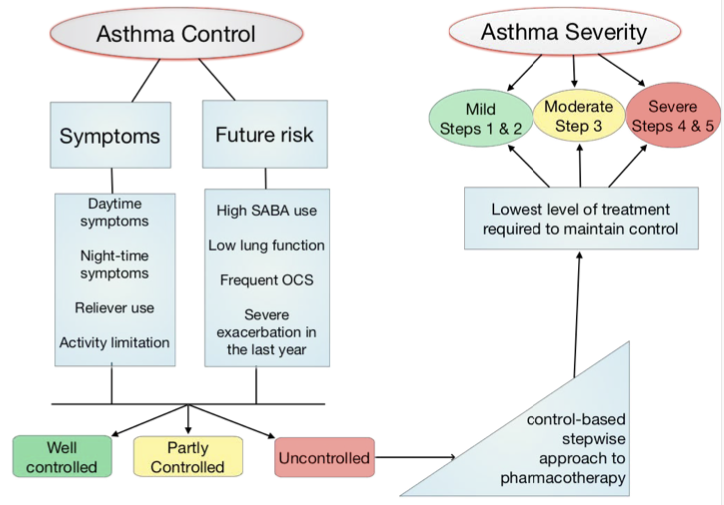 Asthma Control
Symptoms
Future risk
Daytime
symptoms
Night-time
symptoms
Reliever use
Activity limitation
High SABA use
Low lung function
Frequent OCS
Severe
exacerbation in
the last year
Well
controlled
Partly
Controlled
Uncontrolled
Asthma Severity
Mild
Steps 1 & 2
Moderate
Step 3
Severe
Steps 4 & 5
Lowest level of treatment
required to maintain control
control-based
stepwise
approach to
pharmacotherapy